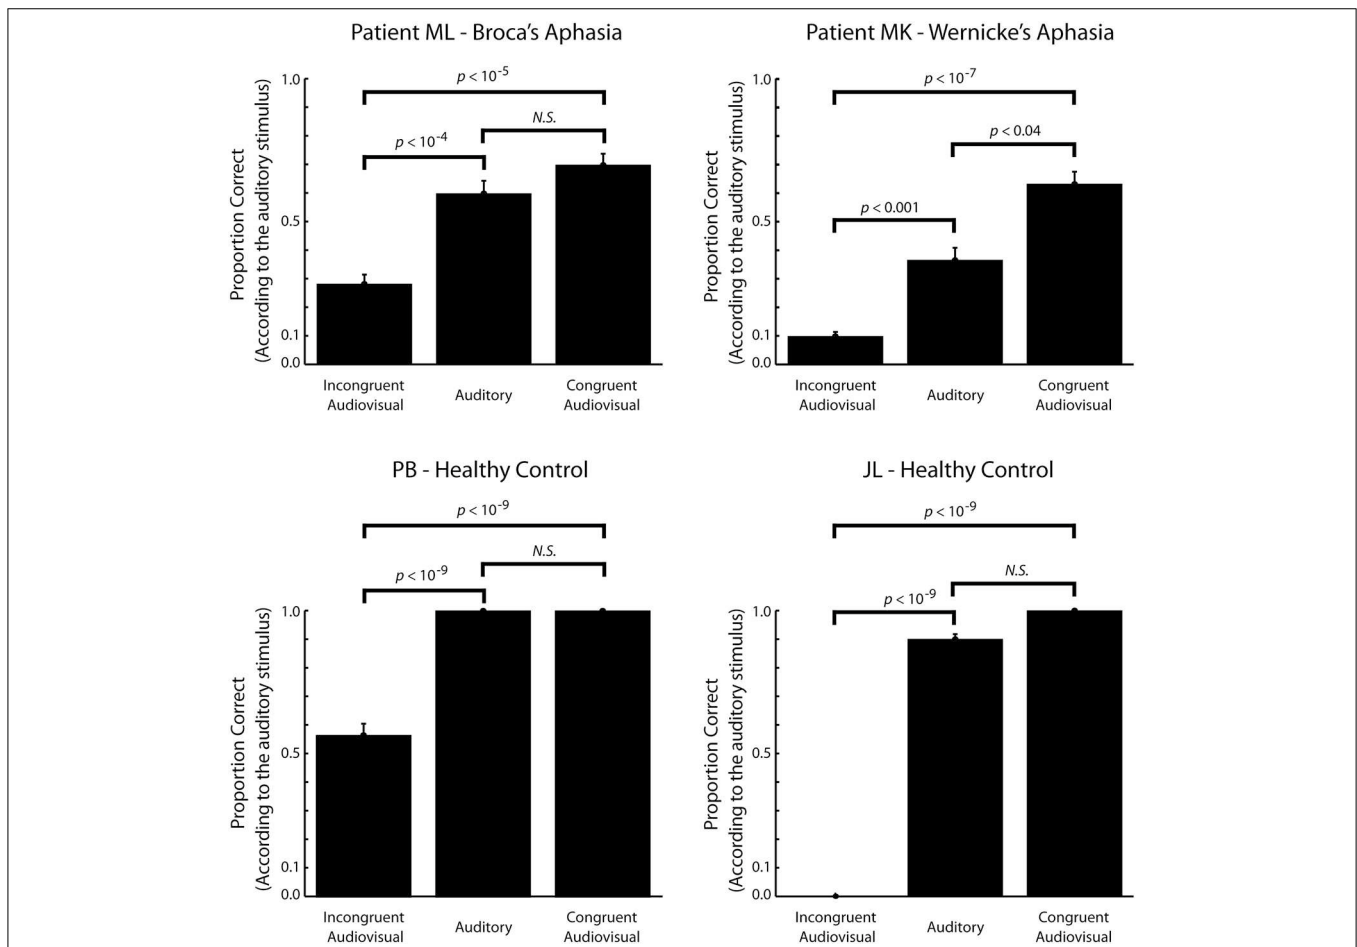 Patient ML - Broca's Aphasia
Proportion Correct
(According to the auditory stimulus)
1.0
0.5
0.1
0.0
p < 10-5
p < 10-4
N.S.
Incongruent
Audiovisual
Auditory
Congruent
Audiovisual
Patient MK - Wernicke's Aphasia
Proportion Correct
(According to the auditory stimulus)
1.0
0.5
0.1
0.0
p < 10-7
p < 0.04
p < 0.001
Incongruent
Audiovisual
Auditory
Congruent
Audiovisual
PB - Healthy Control
Proportion Correct
(According to the auditory stimulus)
1.0
0.5
0.1
0.0
p < 10-9
N.S.
p < 10-9
Incongruent
Audiovisual
Auditory
Congruent
Audiovisual
JL - Healthy Control
Proportion Correct
(According to the auditory stimulus)
1.0
0.5
0.1
0.0
p < 10-9
N.S.
p < 10-9
Incongruent
Audiovisual
Auditory
Congruent
Audiovisual